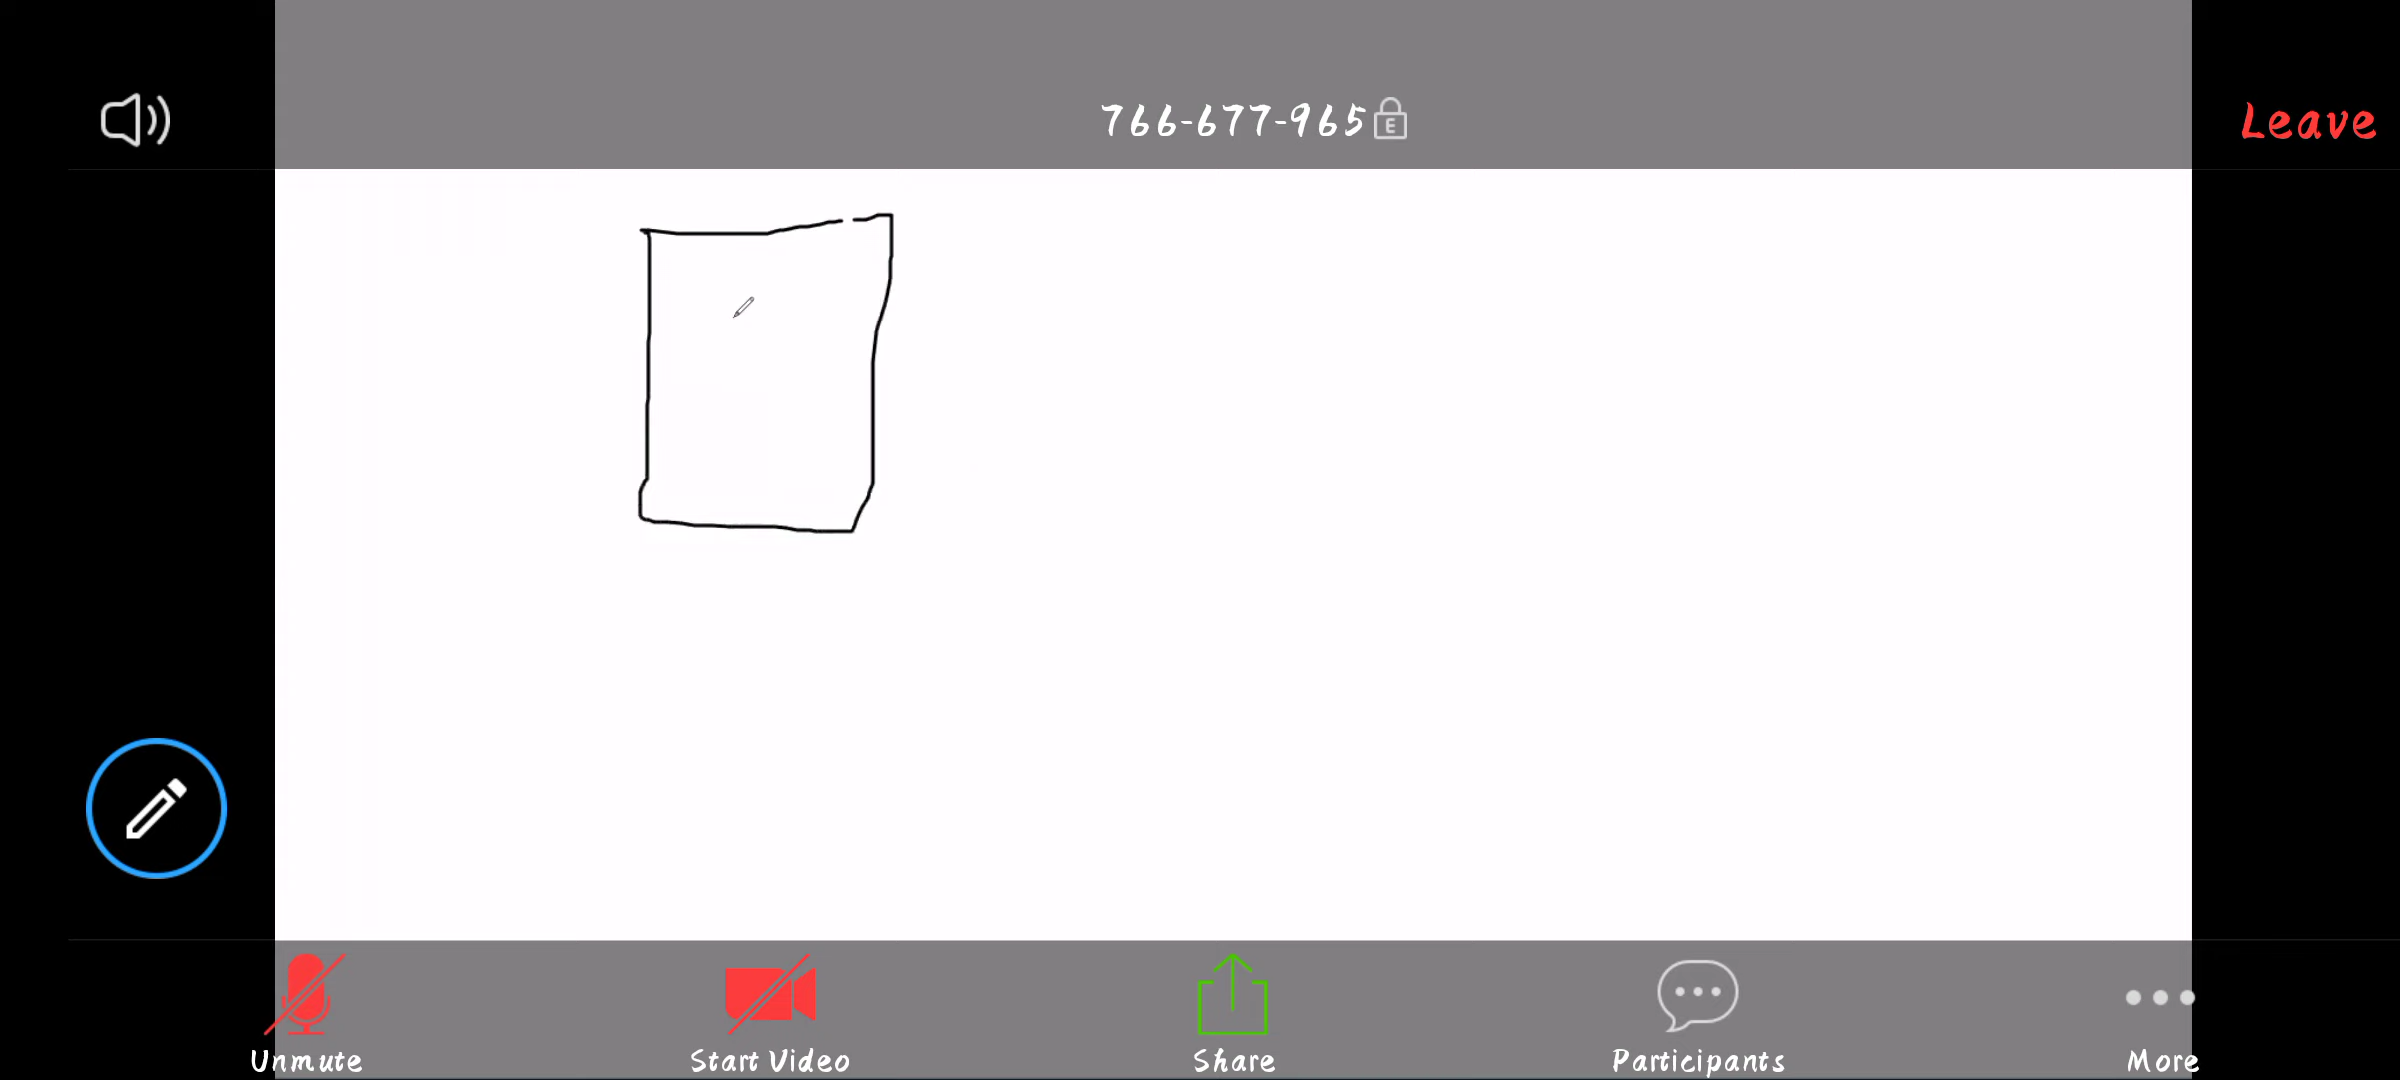 766-677-965 E
Leave
Unmute
Start Video
Share
Participants
More